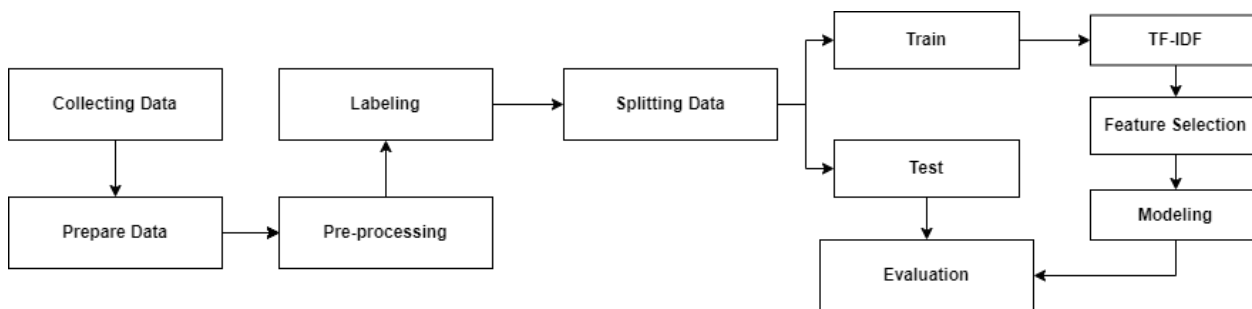 Collecting Data
Prepare Data
Pre-processing
Labeling
Splitting Data
Train
TF-IDF
Feature Selection
Modeling
Test
Evaluation